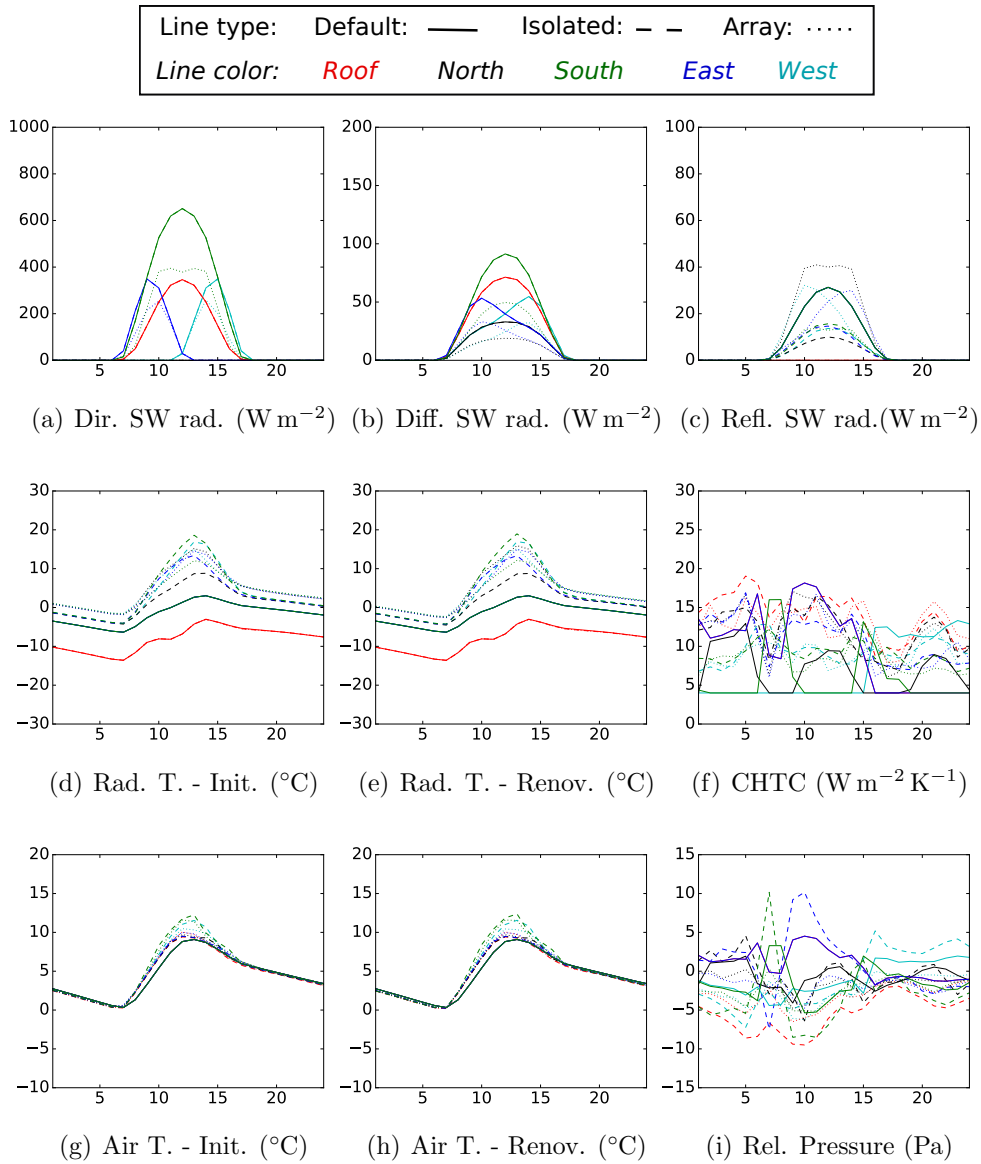 Line type: Default: Isolated: Array:
Line color: Roof North South East West
1000 800 600 400 200 0
5 10 15 20
200 150 100 50 0
5 10 15 20
100 80 60 40 20 0
5 10 15 20
(a) Dir. SW rad. (W m−2)
(b) Diff. SW rad. (W m−2)
(c) Refl. SW rad.(W m−2)
30 20 10 0 −10 −20 −30
5 10 15 20
30 20 10 0 −10 −20 −30
5 10 15 20
30 25 20 15 10 5 0
5 10 15 20
(d) Rad. T. - Init. (°C)
(e) Rad. T. - Renov. (°C)
(f) CHTC (W m−2 K−1)
20 15 10 5 0 −5 −10
5 10 15 20
20 15 10 5 0 −5 −10
5 10 15 20
15 10 5 0 −5 −10 −15
5 10 15 20
(g) Air T. - Init. (°C)
(h) Air T. - Renov. (°C)
(i) Rel. Pressure (Pa)